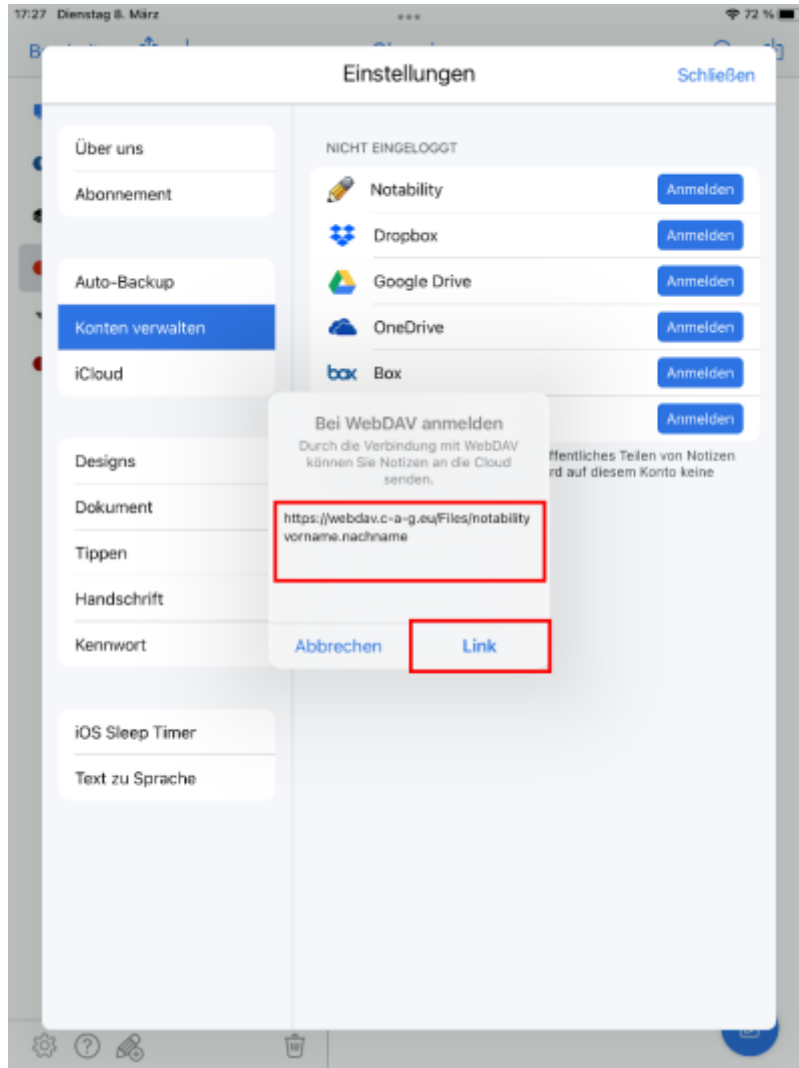 17:27 Dienstag 8. März
72 %
Einstellungen
Schließen
Über uns
Abonnement
Auto-Backup
Konten verwalten
iCloud
Designs
Dokument
Tippen
Handschrift
Kennwort
iOS Sleep Timer
Text zu Sprache
NICHT EINGELOGGT
Notability
Anmelden
Dropbox
Anmelden
Google Drive
Anmelden
OneDrive
Anmelden
box
Box
Anmelden
Anmelden
ffentliches Teilen von Notizen
rd auf diesem Konto keine
Bei WebDAV anmelden
Durch die Verbindung mit WebDAV
können Sie Notizen an die Cloud
senden.
https://webdav.c-a-g.eu/Files/notability
vorname.nachname
Abbrechen
Link